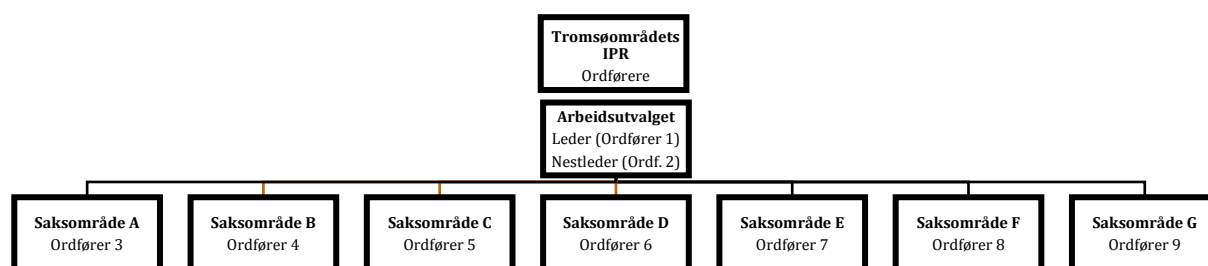 Tromsøområdets
IPR
Ordførere
Arbeidsutvalget
Leder (Ordfører 1)
Nestleder (Ordf. 2)
Saksområde A
Ordfører 3
Saksområde B
Ordfører 4
Saksområde C
Ordfører 5
Saksområde D
Ordfører 6
Saksområde E
Ordfører 7
Saksområde F
Ordfører 8
Saksområde G
Ordfører 9